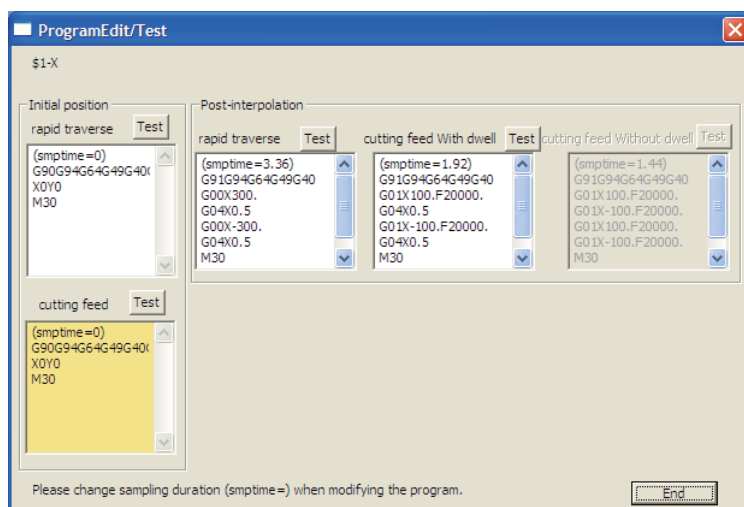 ProgramEdit/Test
$1-X
Initial position
rapid traverse Test
(smptime=0)
G90G94G64G49G40(
X0Y0
M30
cutting feed Test
(smptime=0)
G90G94G64G49G40(
X0Y0
M30
Post-interpolation
rapid traverse Test
(smptime=3.36)
G91G94G64G49G40
G00X300.
G04X0.5
G00X-300.
G04X0.5
M30
cutting feed With dwell Test
(smptime=1.92)
G91G94G64G49G40
G01X100.F20000.
G04X0.5
G01X-100.F20000.
G04X0.5
M30
cutting feed Without dwell Test
(smptime=1.44)
G91G94G64G49G40
G01X100.F20000.
G01X-100.F20000.
G01X100.F20000.
G01X-100.F20000.
M30
Please change sampling duration (smptime=) when modifying the program.
End